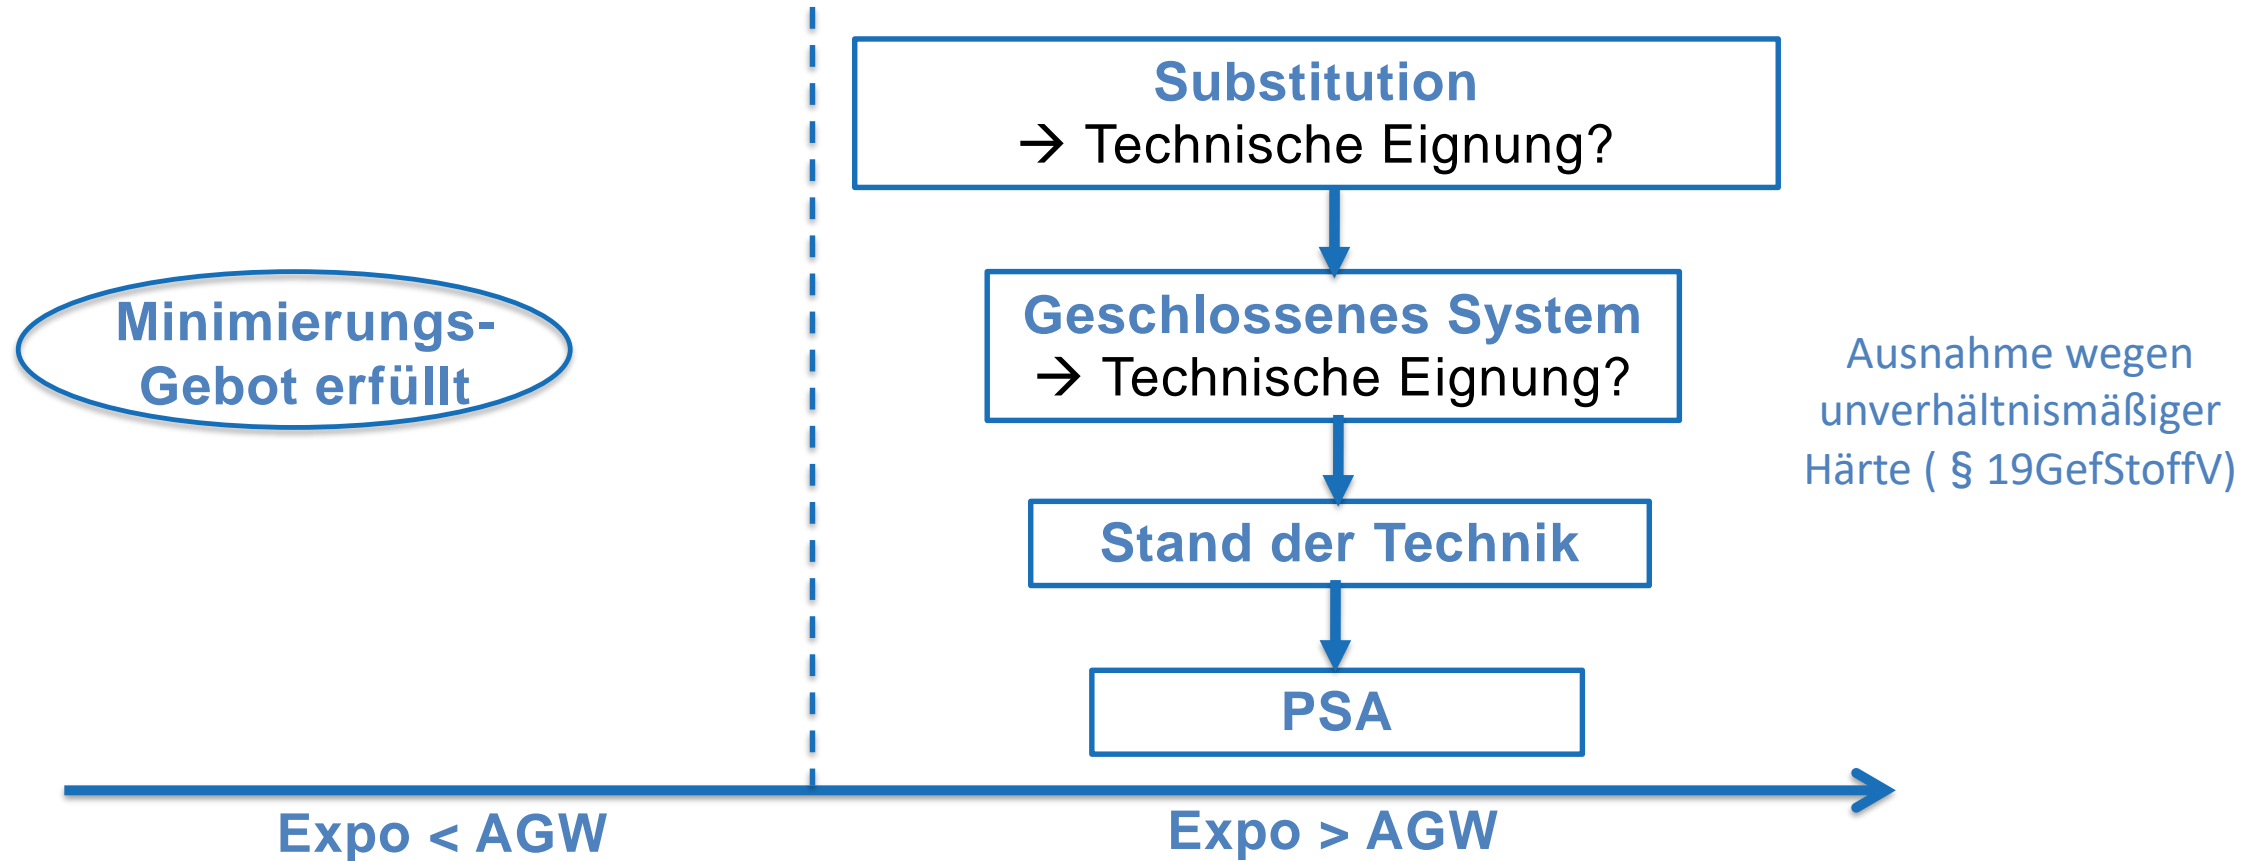 Substitution
→ Technische Eignung?
Minimierungs-
Gebot erfüllt
Geschlossenes System
→ Technische Eignung?
Ausnahme wegen
unverhältnismäßiger
Härte ( § 19GefStoffV)
Stand der Technik
PSA
Expo < AGW
Expo > AGW